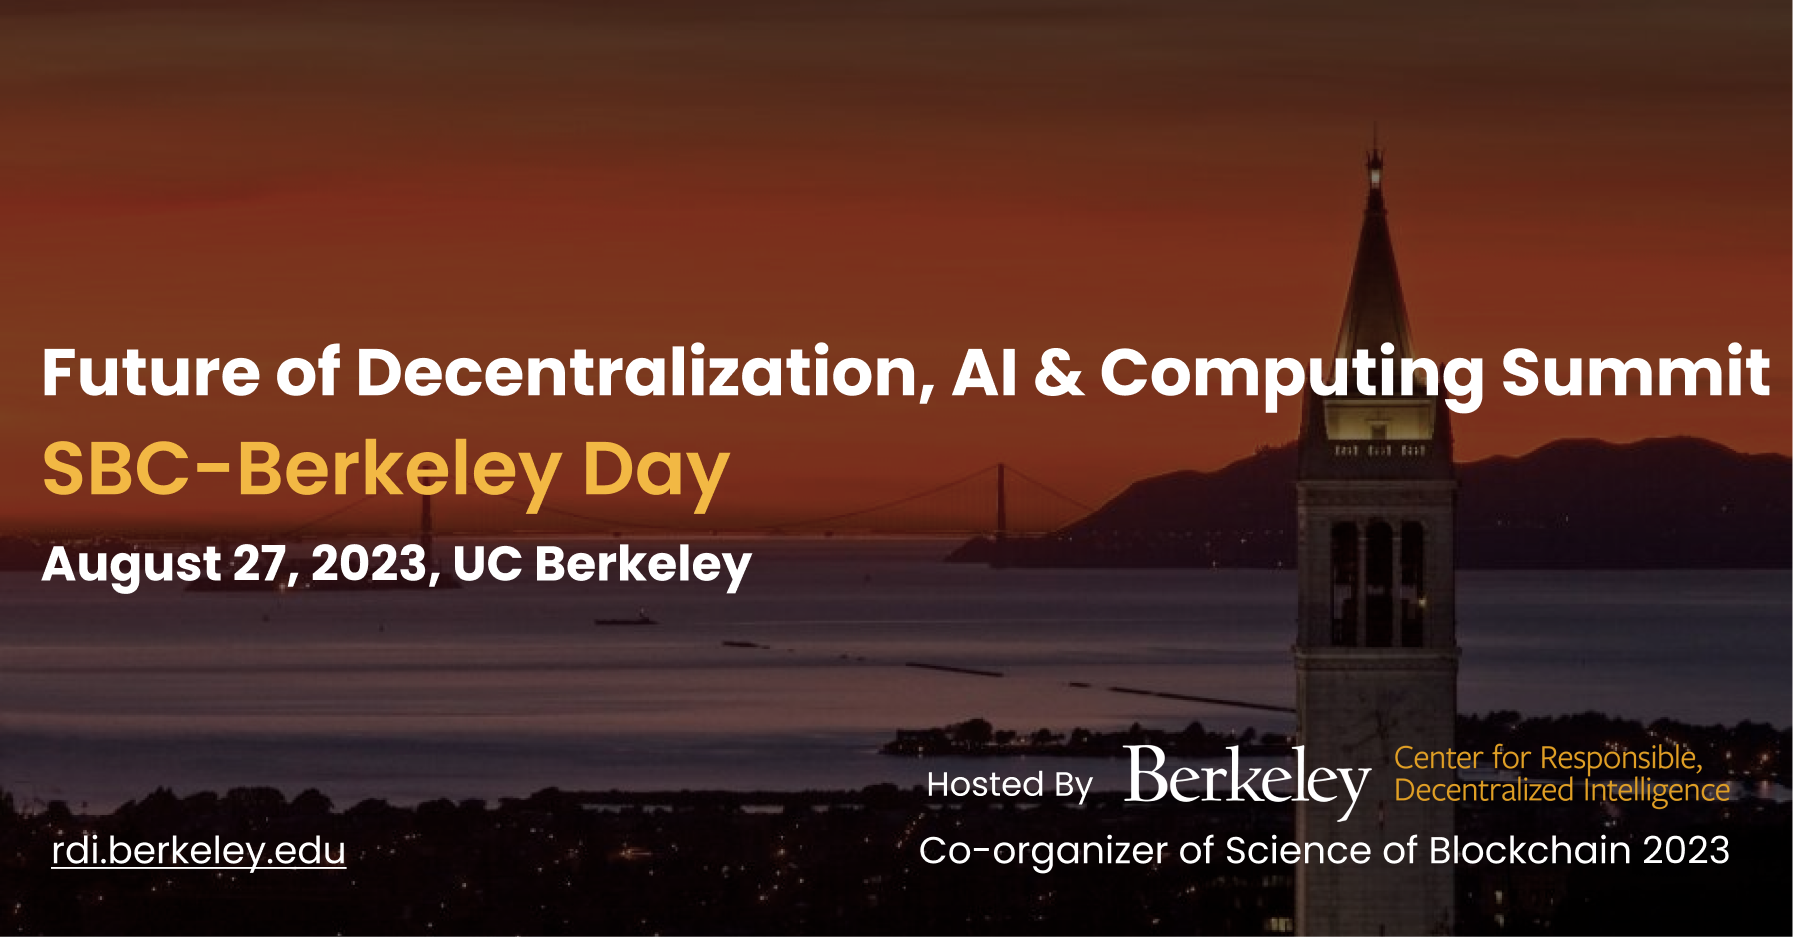 Future of Decentralization, AI & Computing Summit
SBC-Berkeley Day
August 27, 2023, UC Berkeley
Hosted By Berkeley Center for Responsible,
Decentralized Intelligence
rdi.berkeley.edu
Co-organizer of Science of Blockchain 2023